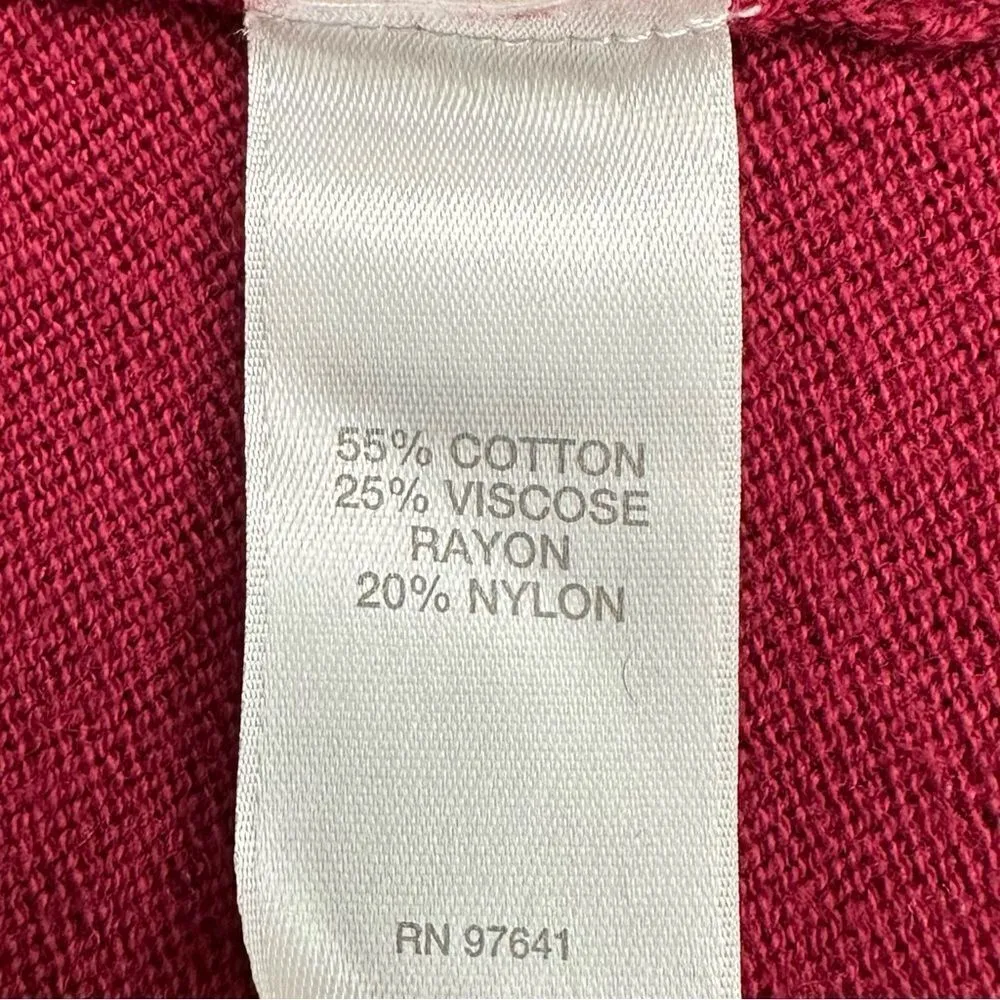 55% COTTON
25% VISCOSE
RAYON
20% NYLON
RN 97641